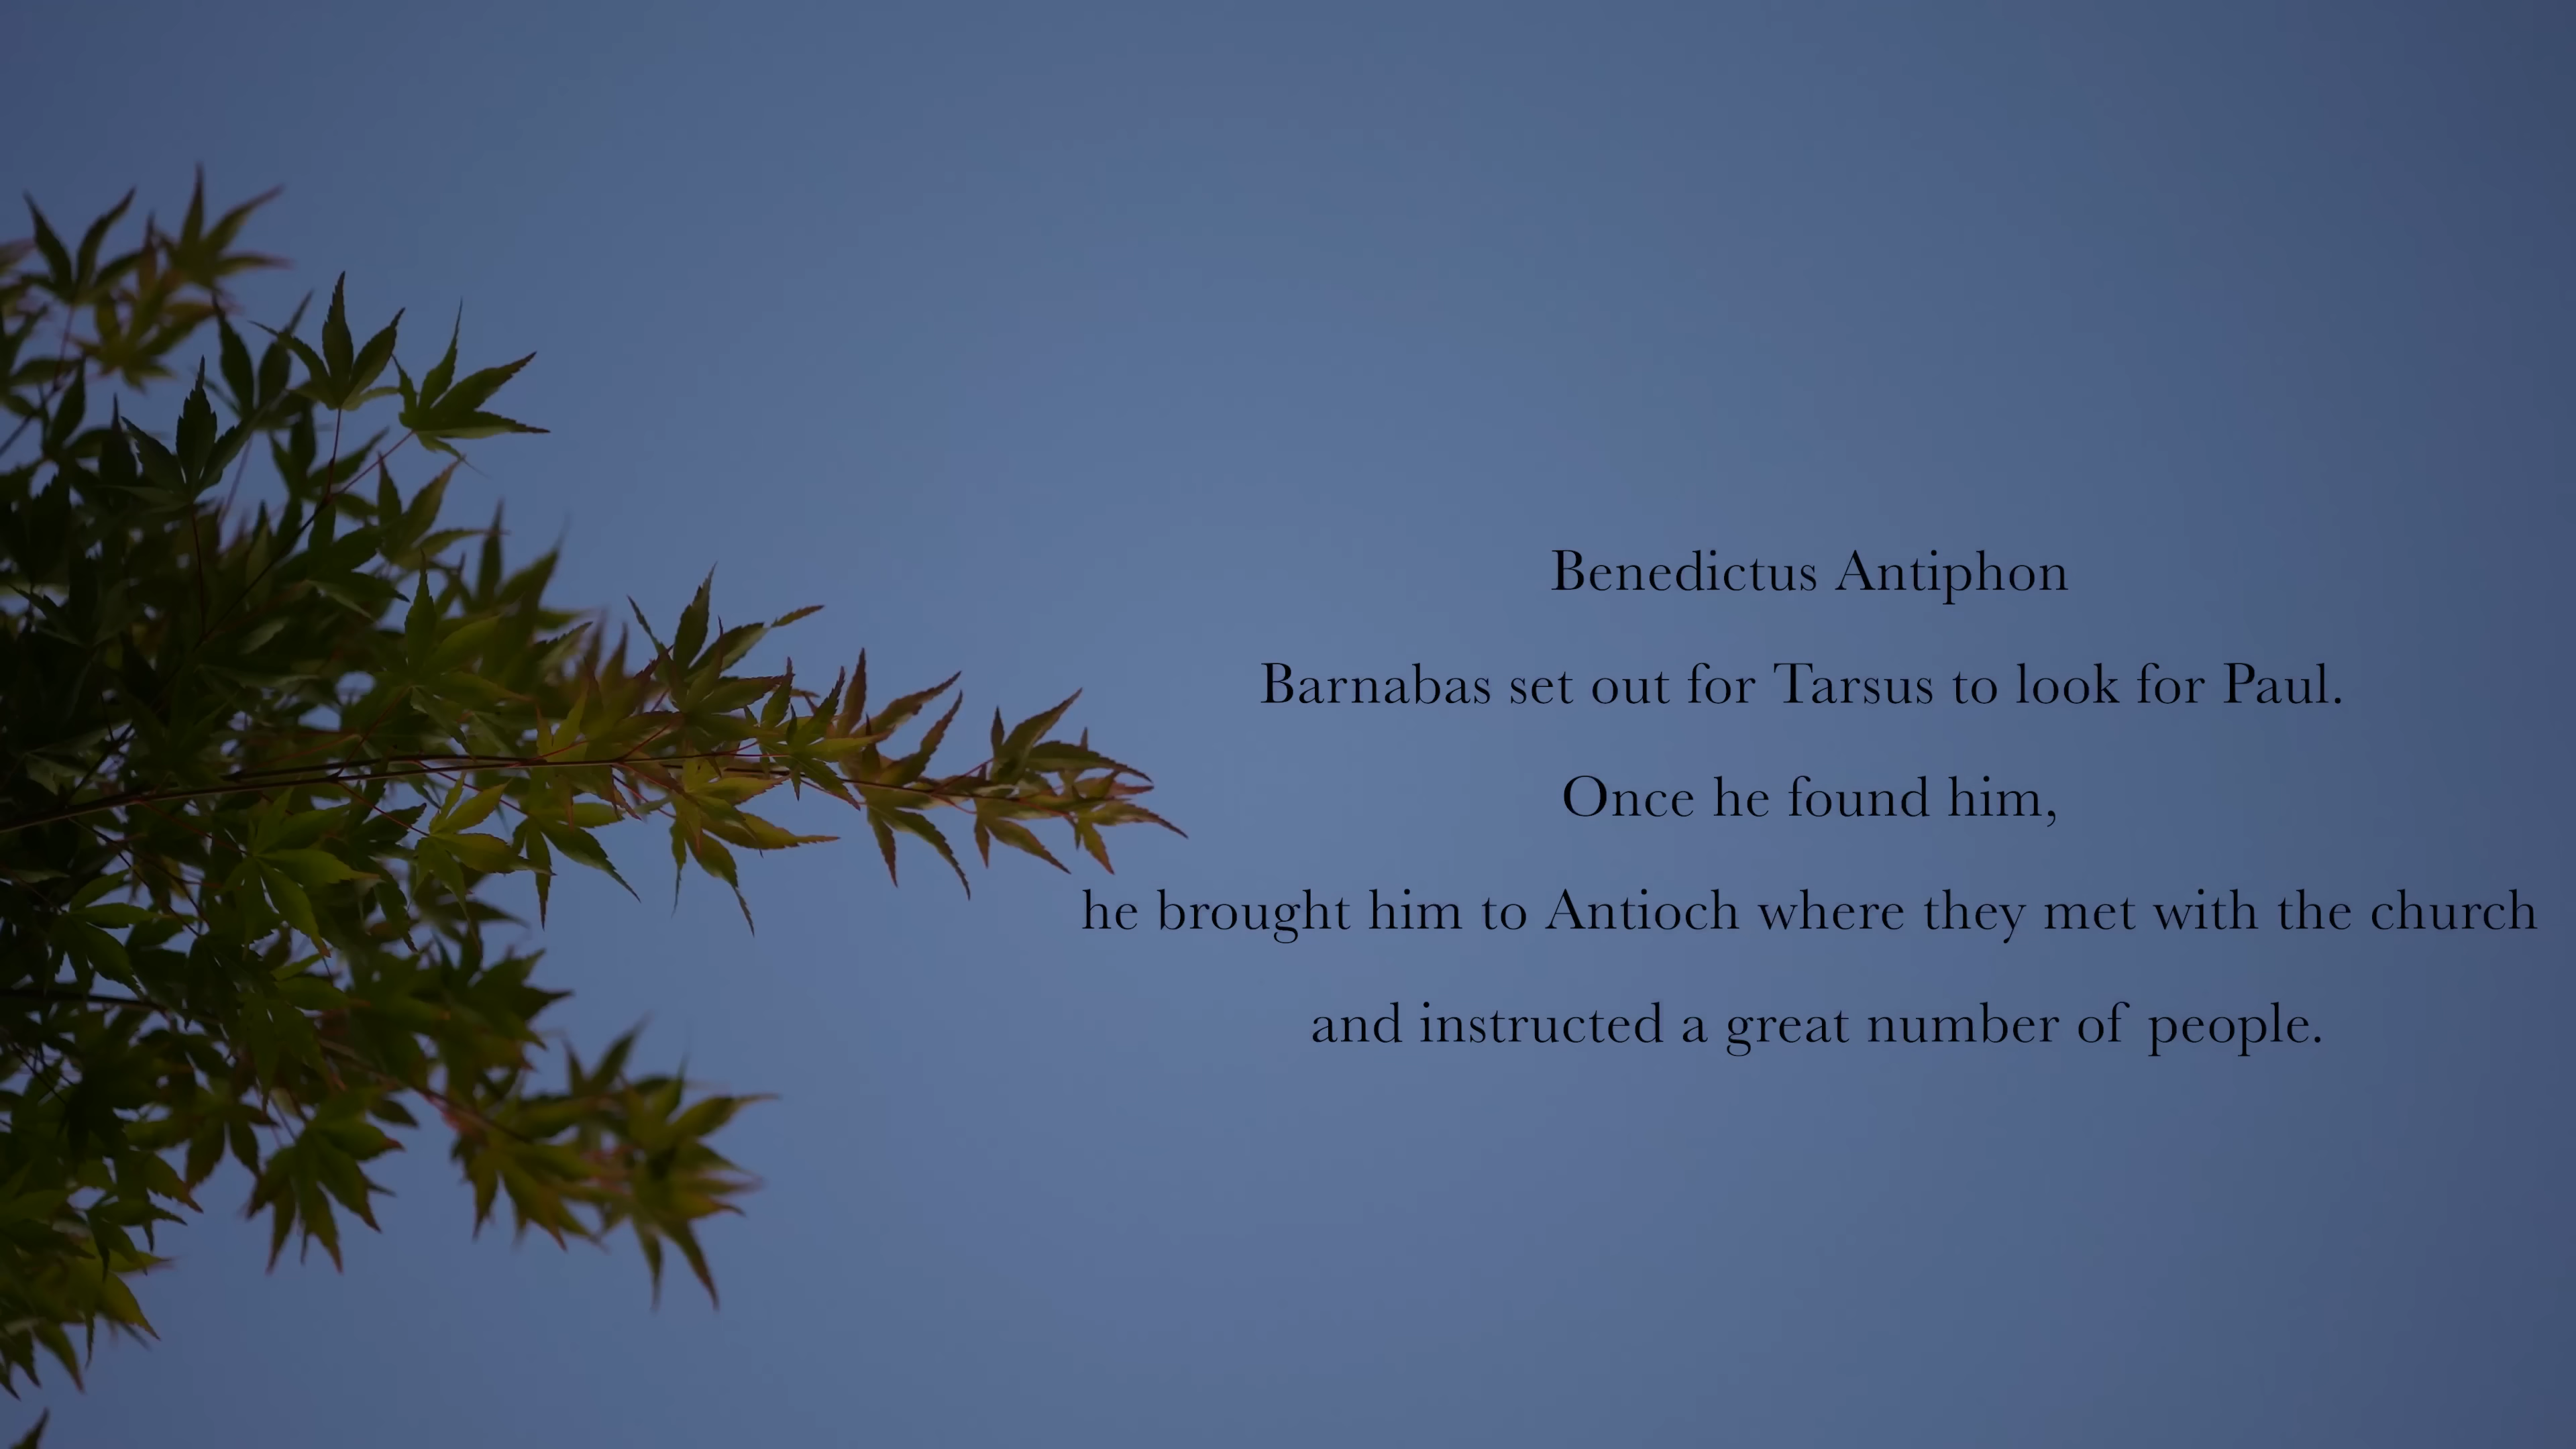 Benedictus Antiphon
Barnabas set out for Tarsus to look for Paul.
Once he found him,
he brought him to Antioch where they met with the church
and instructed a great number of people.